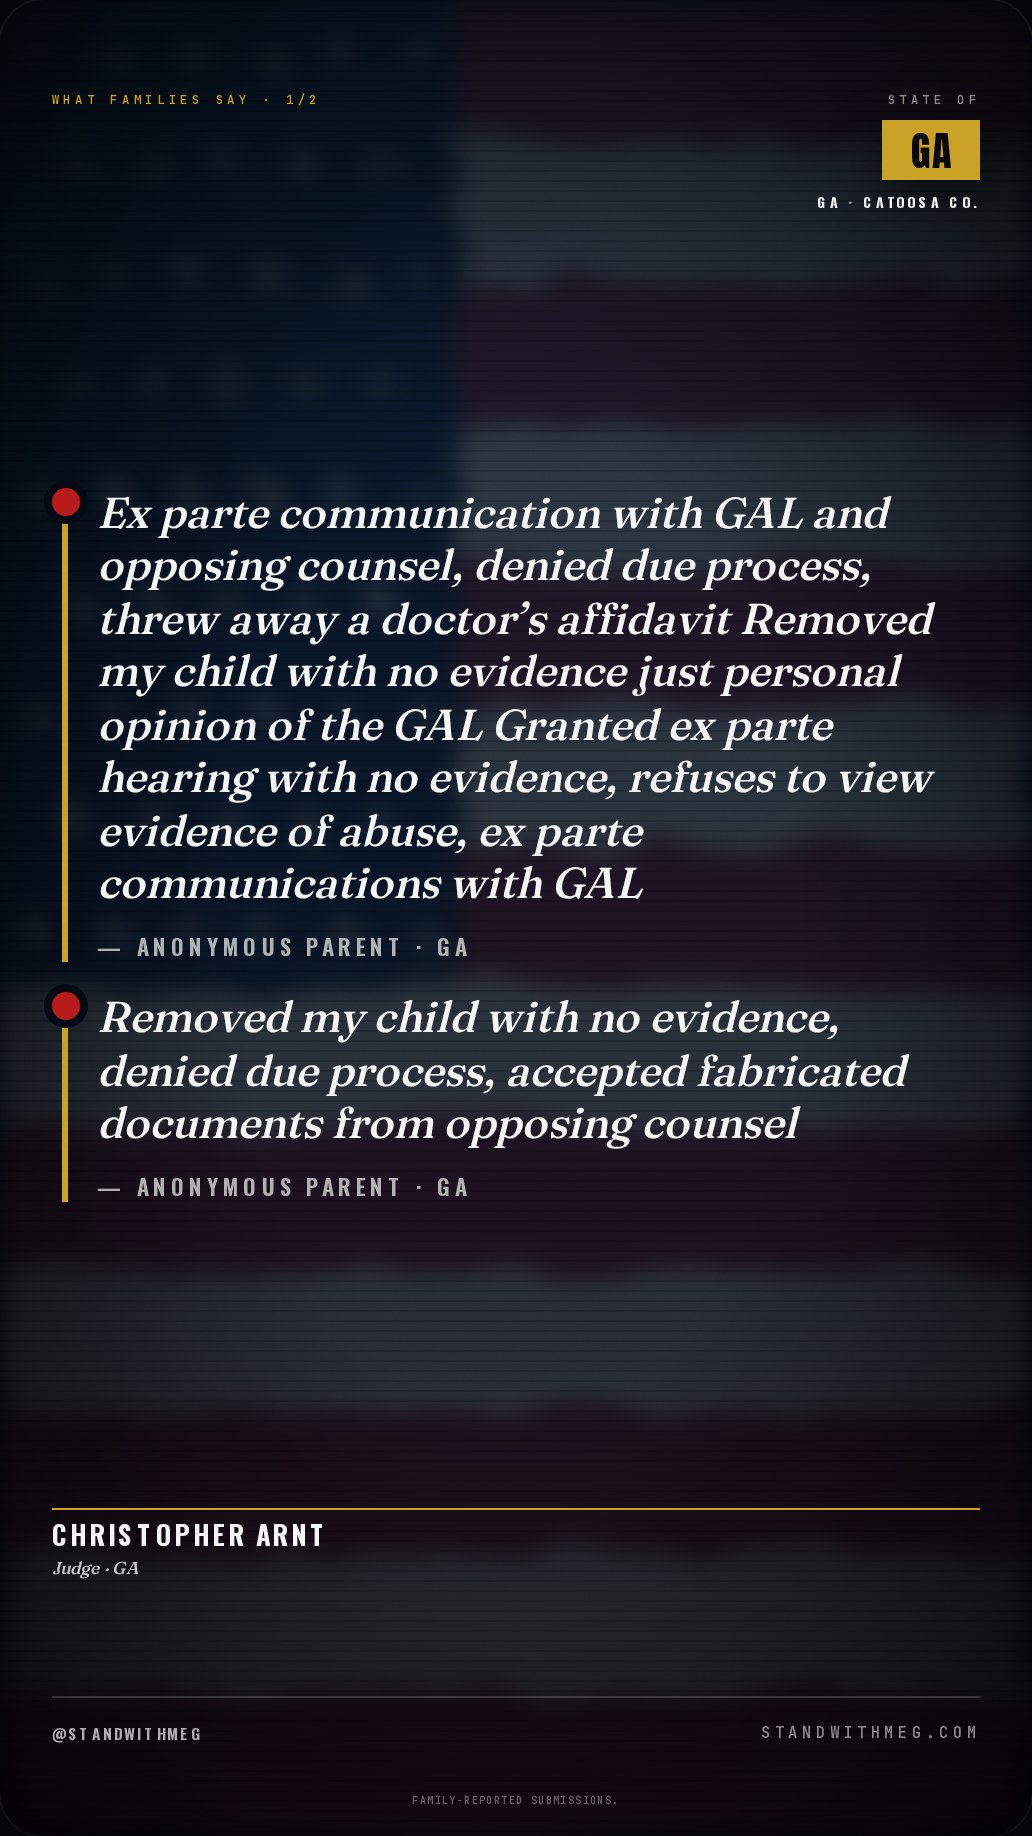 WHAT FAMILIES SAY · 1/2
STATE OF
GA
GA · CATOOSA CO.
Ex parte communication with GAL and
opposing counsel, denied due process,
threw away a doctor’s affidavit Removed
my child with no evidence just personal
opinion of the GAL Granted ex parte
hearing with no evidence, refuses to view
evidence of abuse, ex parte
communications with GAL
— ANONYMOUS PARENT · GA
Removed my child with no evidence,
denied due process, accepted fabricated
documents from opposing counsel
— ANONYMOUS PARENT · GA
CHRISTOPHER ARNT
Judge · GA
@STANDWITHMEG
STANDWITHMEG.COM
FAMILY-REPORTED SUBMISSIONS.